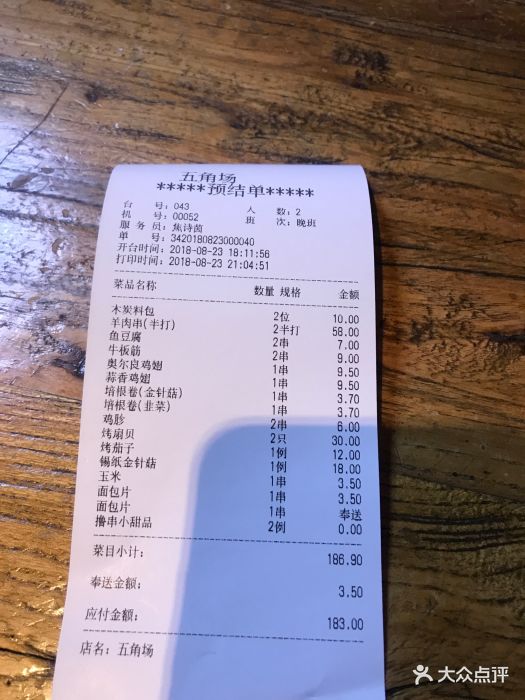 五角场
*****预结单*****
台 号:043 人 数:2
机 号:00052 班 次:晚班
服 务 员:焦诗茵
单 号:3420180823000040
开台时间:2018-08-23 18:11:56
打印时间:2018-08-23 21:04:51
菜品名称 数量 规格 金额
木炭料包 2位 10.00
羊肉串(半打) 2半打 58.00
鱼豆腐 2串 7.00
牛板筋 2串 9.00
奥尔良鸡翅 1串 9.50
蒜香鸡翅 1串 9.50
培根卷(金针菇) 1串 3.70
培根卷(韭菜) 1串 3.70
鸡胗 2串 6.00
烤扇贝 2只 30.00
烤茄子 1例 12.00
锡纸金针菇 1例 18.00
玉米 1串 3.50
面包片 1串 3.50
面包片 1串 奉送
撸串小甜品 2例 0.00
菜目小计: 186.90
奉送金额: 3.50
应付金额: 183.00
店名:五角场
大众点评